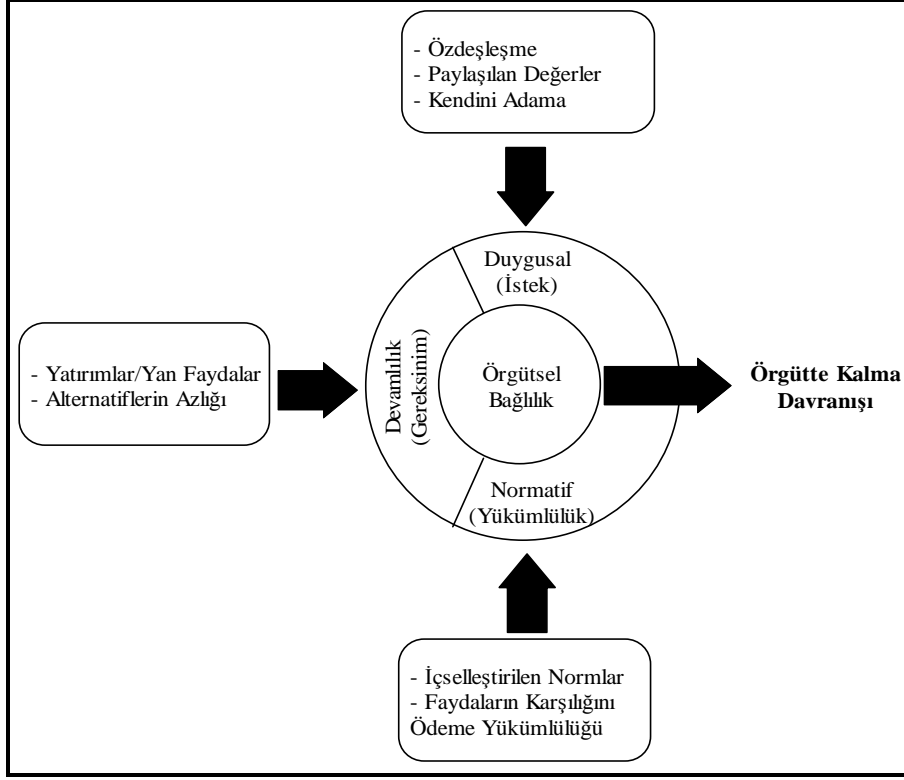 - Özdeşleşme
- Paylaşılan Değerler
- Kendini Adama
Duygusal
(İstek)
- Yatırımlar/Yan Faydalar
- Alternatiflerin Azlığı
Devamlılık
(Gereksinim)
Örgütsel
Bağlılık
Örgütte Kalma
Davranışı
Normatif
(Yükümlülük)
- İçselleştirilen Normlar
- Faydaların Karşılığını
Ödeme Yükümlülüğü